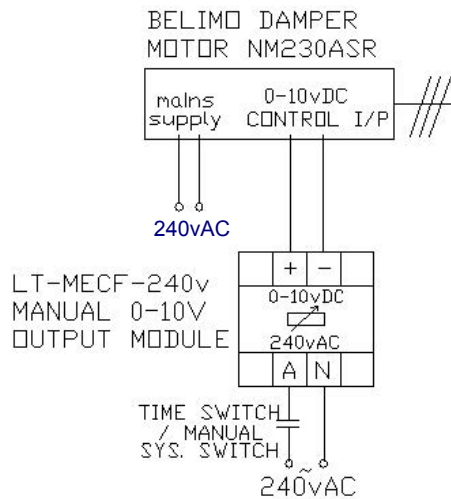 BELIMO DAMPER
MOTOR NM230ASR
mains 0-10vDC
supply CONTROL I/P
240vAC
+ -
LT-MECF-240v
MANUAL 0-10V
OUTPUT MODULE
0-10vDC
240vAC
A N
TIME SWITCH
/ MANUAL
SYS. SWITCH
~
240vAC